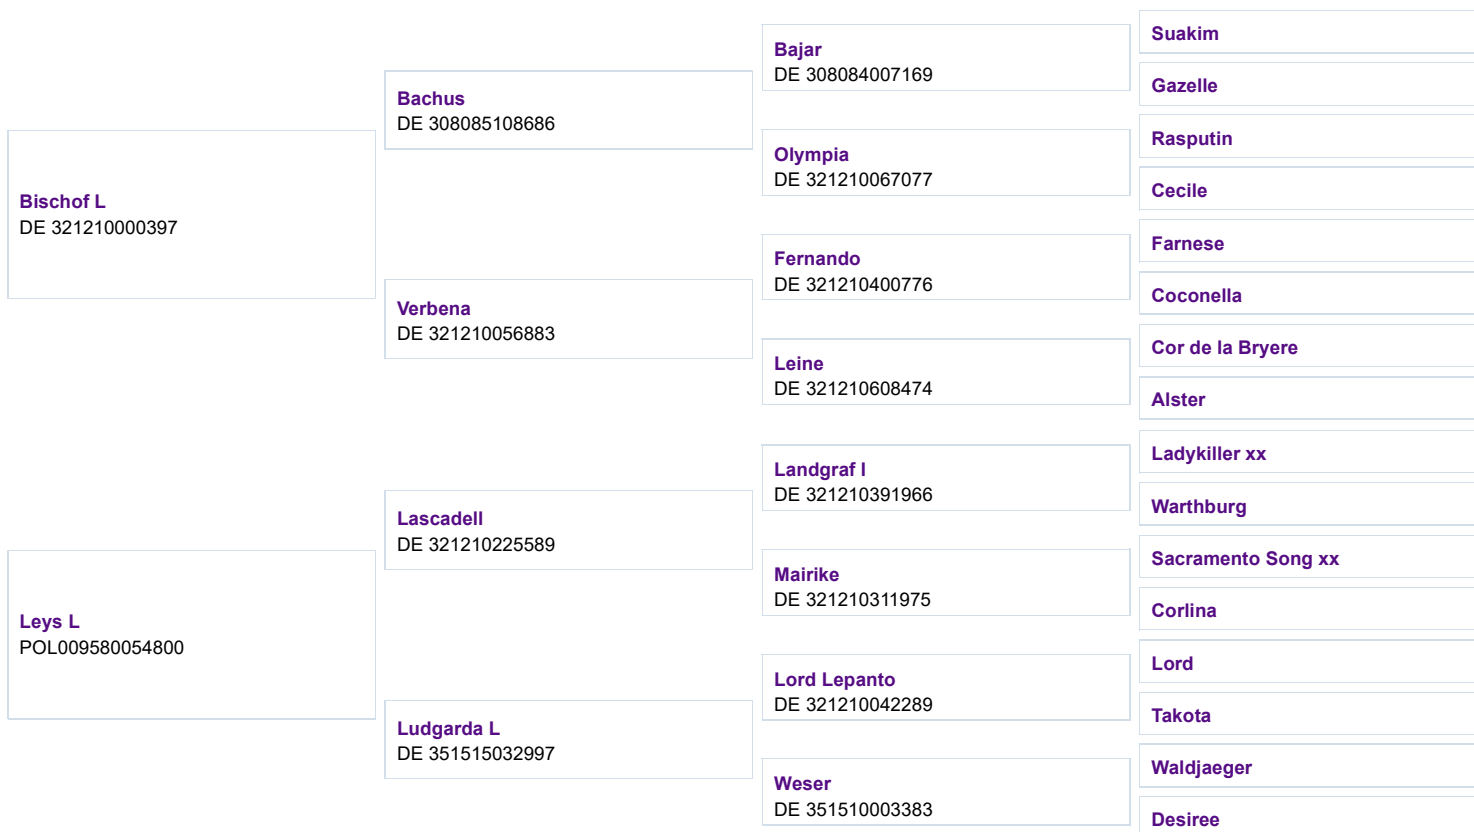 Bischof L
DE 321210000397
Leys L
POL009580054800
Bachus
DE 308085108686
Verbena
DE 321210056883
Lascadell
DE 321210225589
Ludgarda L
DE 351515032997
Bajar
DE 308084007169
Olympia
DE 321210067077
Fernando
DE 321210400776
Leine
DE 321210608474
Landgraf I
DE 321210391966
Mairike
DE 321210311975
Lord Lepanto
DE 321210042289
Weser
DE 351510003383
Suakim
Gazelle
Rasputin
Cecile
Farnese
Coconella
Cor de la Bryere
Alster
Ladykiller xx
Warthburg
Sacramento Song xx
Corlina
Lord
Takota
Waldjaeger
Desiree